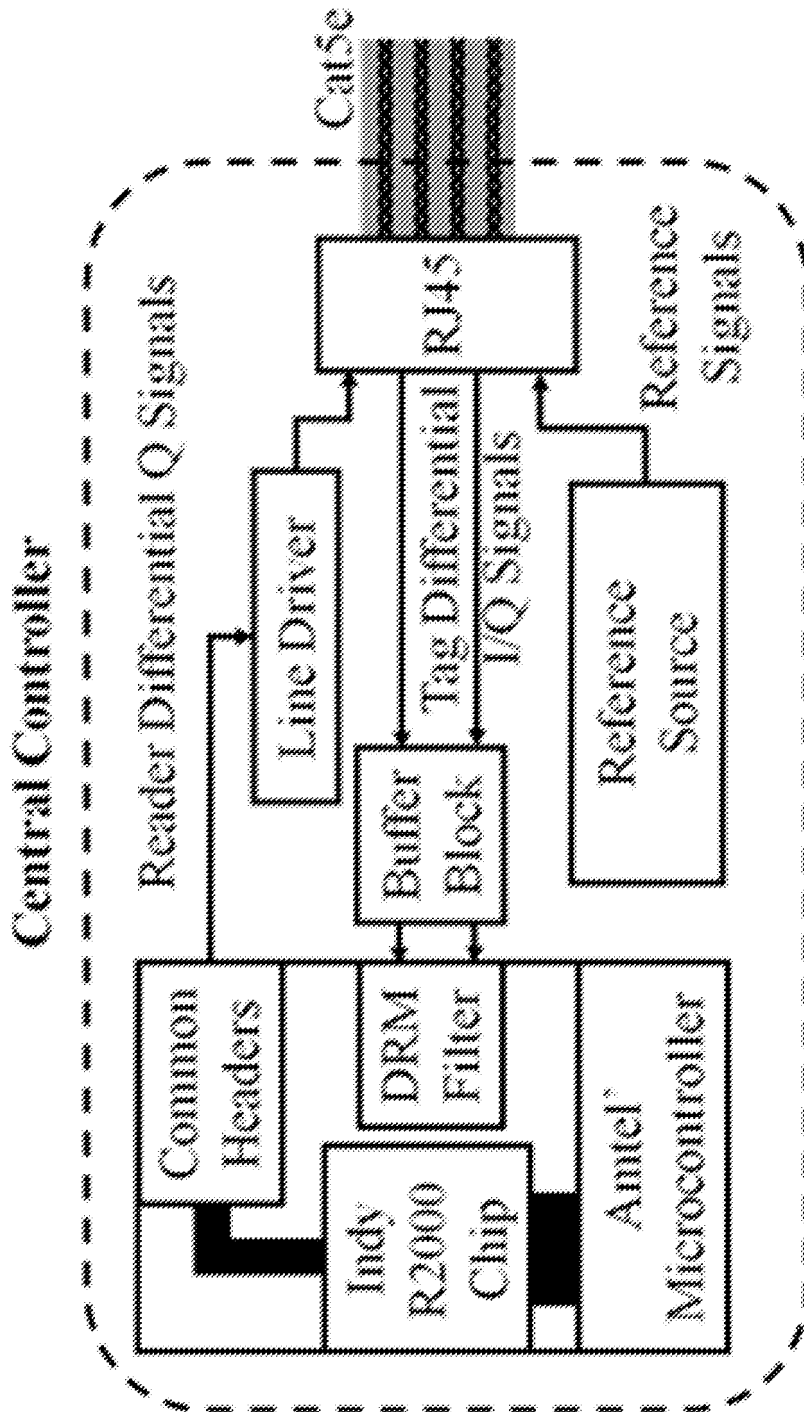 Central Controller
Reader Differential Q Signals
Cat5e
Common
Headers
Line Driver
RJ45
Indy
R2000
Chip
DRM
Filter
Buffer
Block
Tag Differential
I/Q Signals
Amtel'
Microcontroller
Reference
Source
Reference
Signals